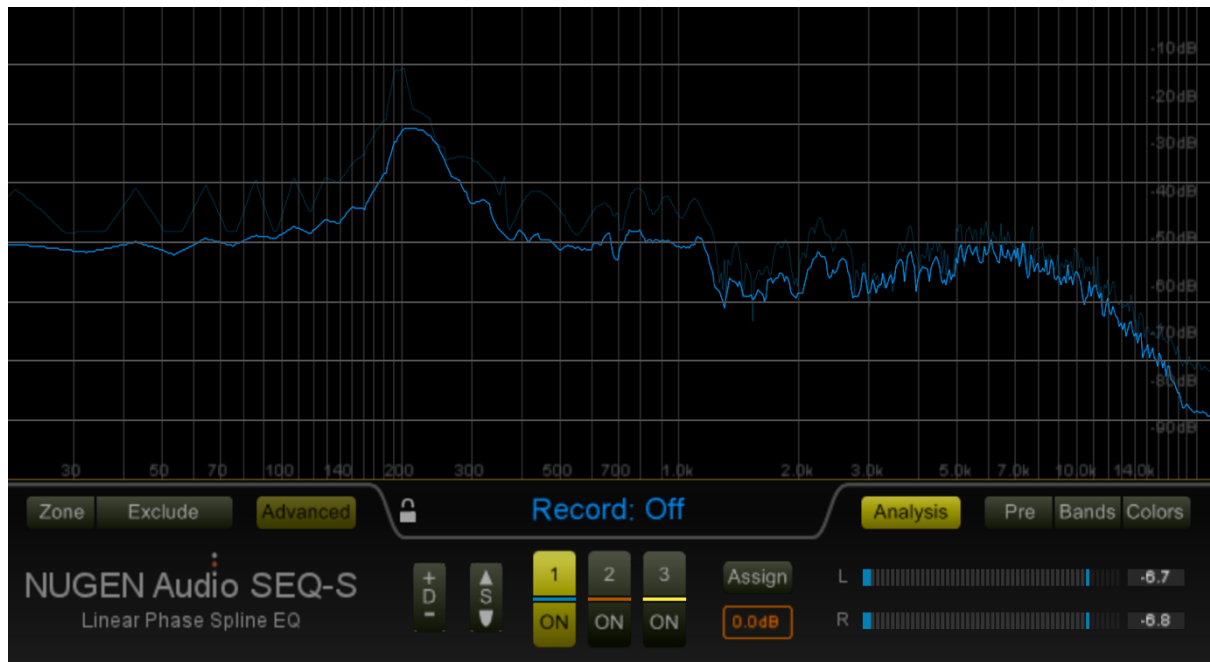 -10dB
-20dB
-30dB
-40dB
-50dB
-60dB
-70dB
-80dB
-90dB
30 50 70 100 140 200 300 500 700 1.0k 2.0k 3.0k 5.0k 7.0k 10.0k 14.0k
Zone Exclude Advanced Record: Off Analysis Pre Bands Colors
NUGEN Audio SEQ-S
Linear Phase Spline EQ
+ D - S
1 2 3 Assign L -6.7
ON ON ON 0.0dB R -6.8